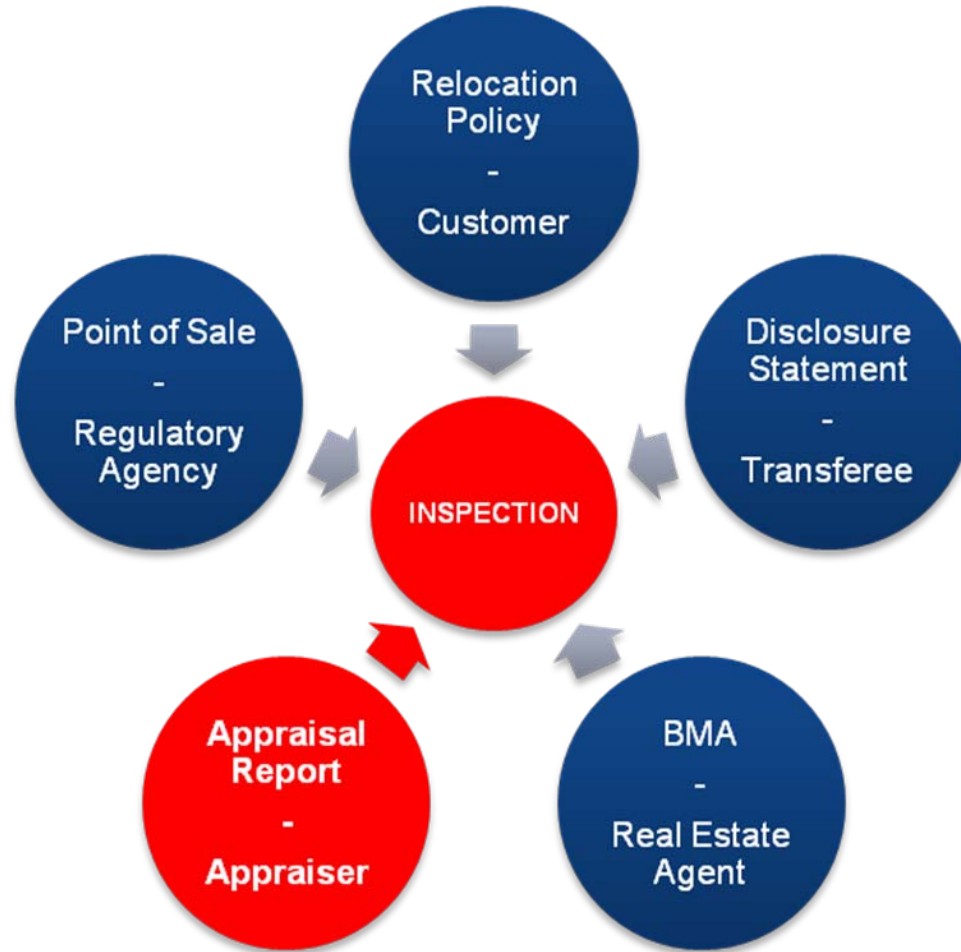 Relocation
Policy
-
Customer
Point of Sale
-
Regulatory
Agency
Disclosure
Statement
-
Transferee
INSPECTION
Appraisal
Report
-
Appraiser
BMA
-
Real Estate
Agent